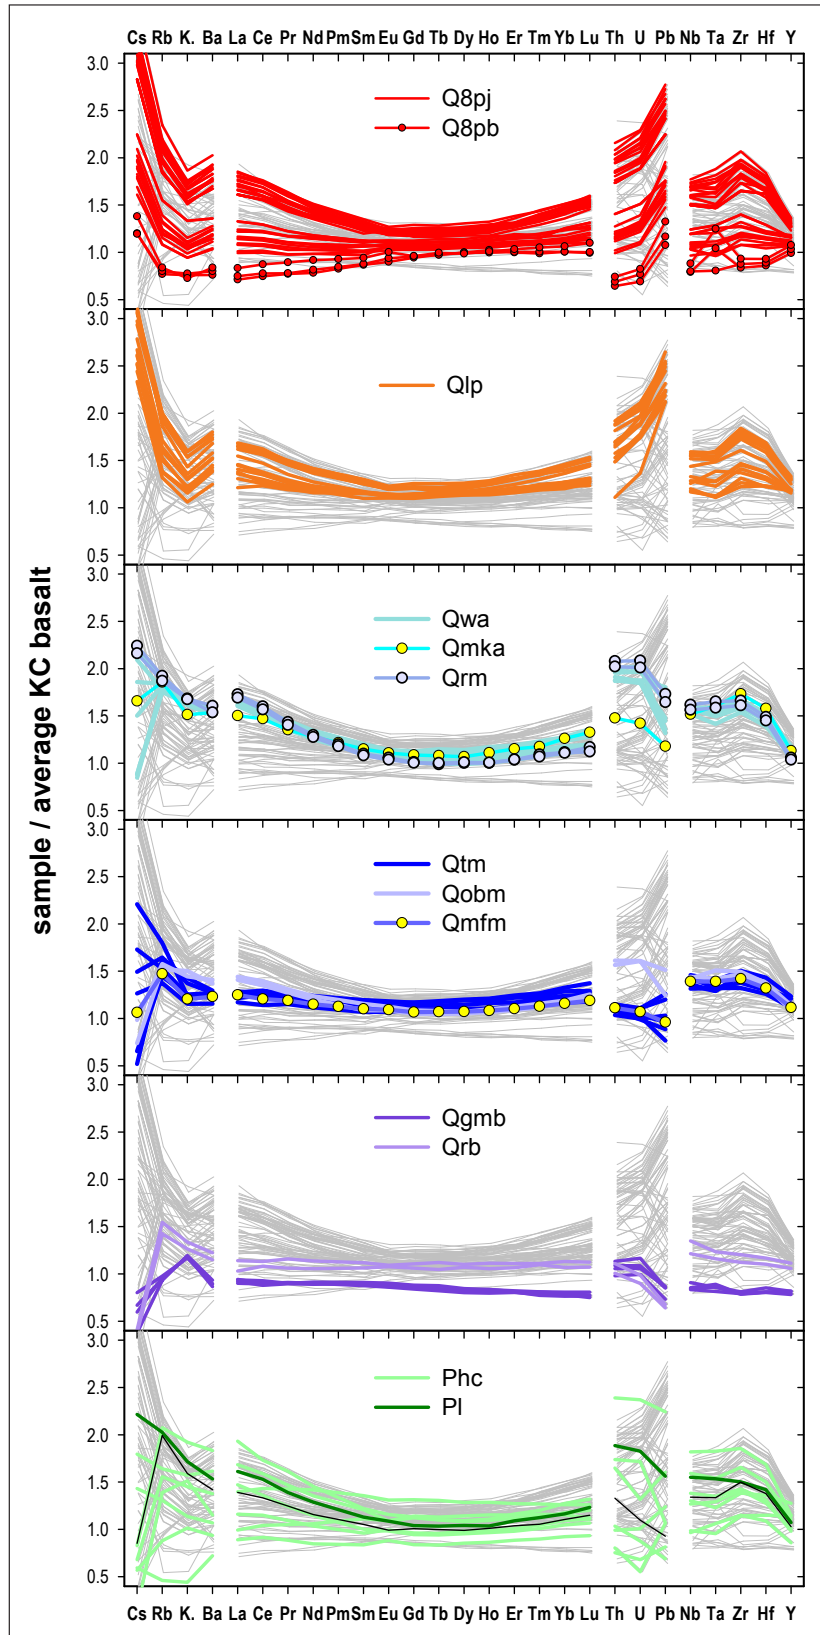 Cs Rb K. Ba La Ce Pr Nd PmSm Eu Gd Tb Dy Ho Er Tm Yb Lu Th U Pb Nb Ta Zr Hf Y
3.0
Q8pj
2.5
Q8pb
2.0
1.5
1.0
0.5
3.0
2.5
Qlp
2.0
1.5
1.0
0.5
3.0
2.5
Qwa
Qmka
2.0
Qrm
1.5
1.0
0.5
sample / average KC basalt
3.0
Qtm
2.5
Qobm
Qmfm
2.0
1.5
1.0
0.5
3.0
Qgmb
2.5
Qrb
2.0
1.5
1.0
0.5
3.0
Phc
2.5
Pl
2.0
1.5
1.0
0.5
Cs Rb K. Ba La Ce Pr Nd PmSm Eu Gd Tb Dy Ho Er Tm Yb Lu Th U Pb Nb Ta Zr Hf Y